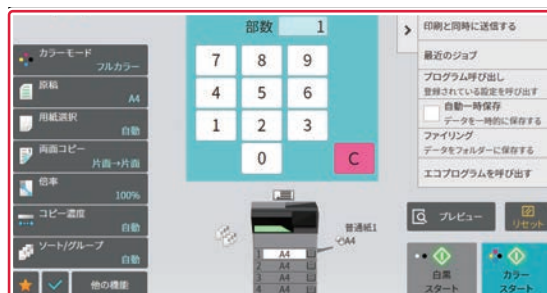 カラーモード
フルカラー
原稿
A4
用紙選択
自動
両面コピー
片面→片面
倍率
100%
コピー濃度
自動
ソート/グループ
自動
他の機能
部数 1
7 8 9
4 5 6
1 2 3
0 C
普通紙1
A4
1 A4
2 A4
3 A4
4 A4
印刷と同時に送信する
最近のジョブ
プログラム呼び出し
登録されている設定を呼び出す
自動一時保存
データを一時的に保存する
ファイリング
データをフォルダーに保存する
エコプログラムを呼び出す
プレビュー
リセット
白黒
スタート
カラー
スタート